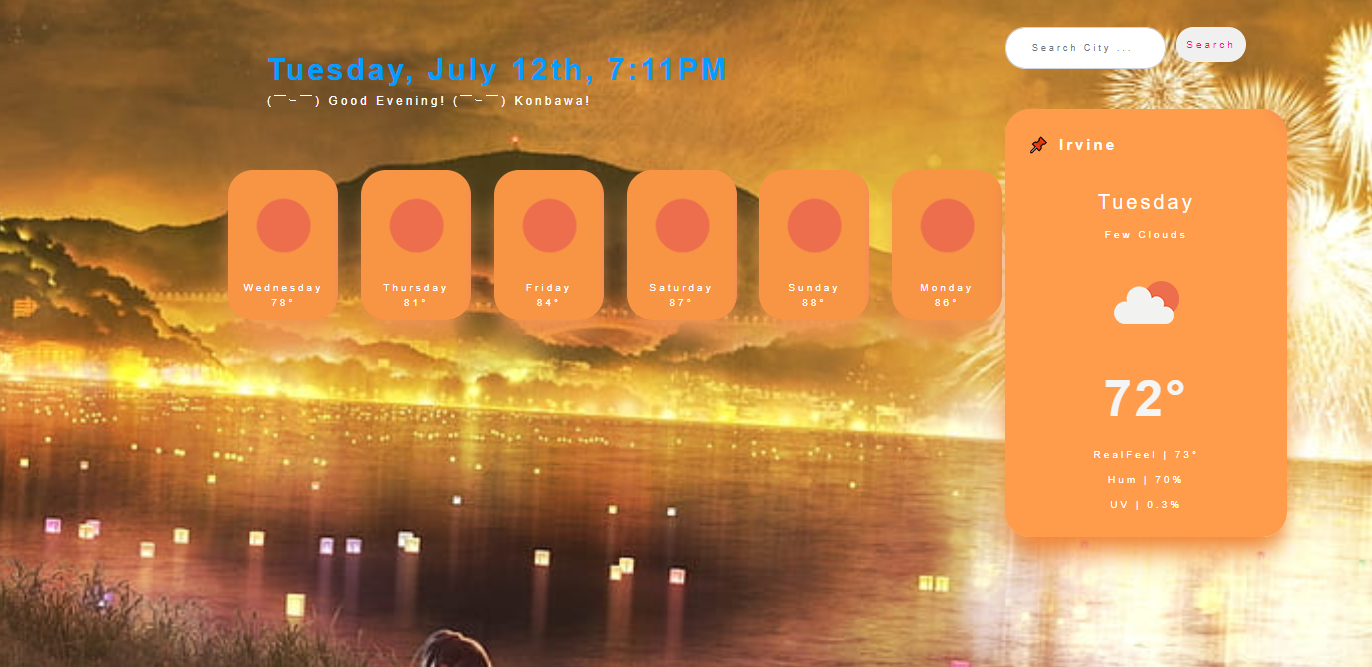 Search City ...
Search
Tuesday, July 12th, 7:11PM
(￣~￣) Good Evening! (￣~￣) Konbawa!
Irvine
Tuesday
Few Clouds
72°
RealFeel | 73°
Hum | 70%
UV | 0.3%
Wednesday
78°
Thursday
81°
Friday
84°
Saturday
87°
Sunday
88°
Monday
86°